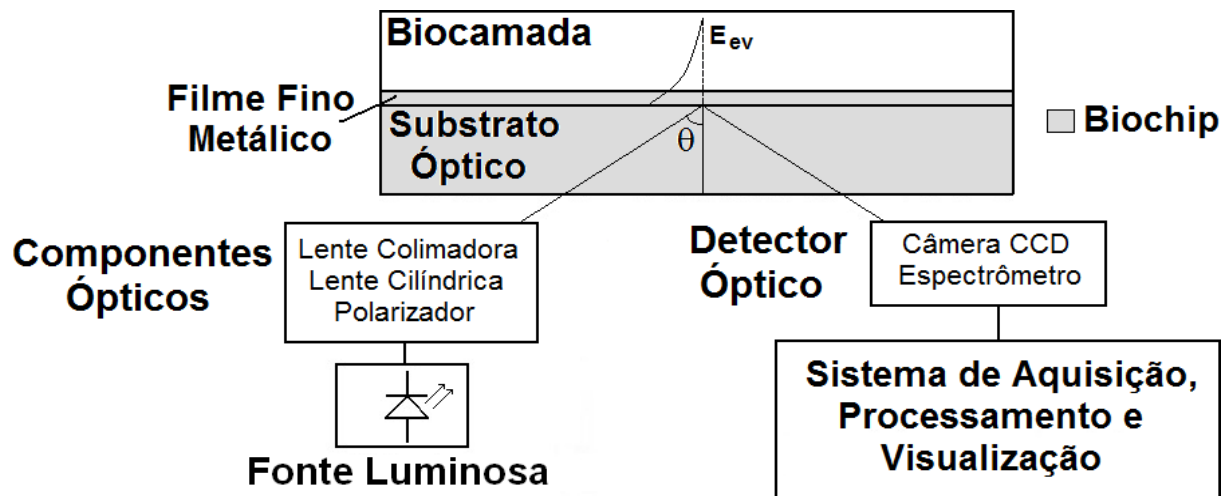 Biocamada
E ev
Filme Fino
Metálico
Substrato
Óptico
θ
Biochip
Componentes
Ópticos
Lente Colimadora
Lente Cilíndrica
Polarizador
Detector
Óptico
Câmera CCD
Espectrômetro
Fonte Luminosa
Sistema de Aquisição,
Processamento e
Visualização